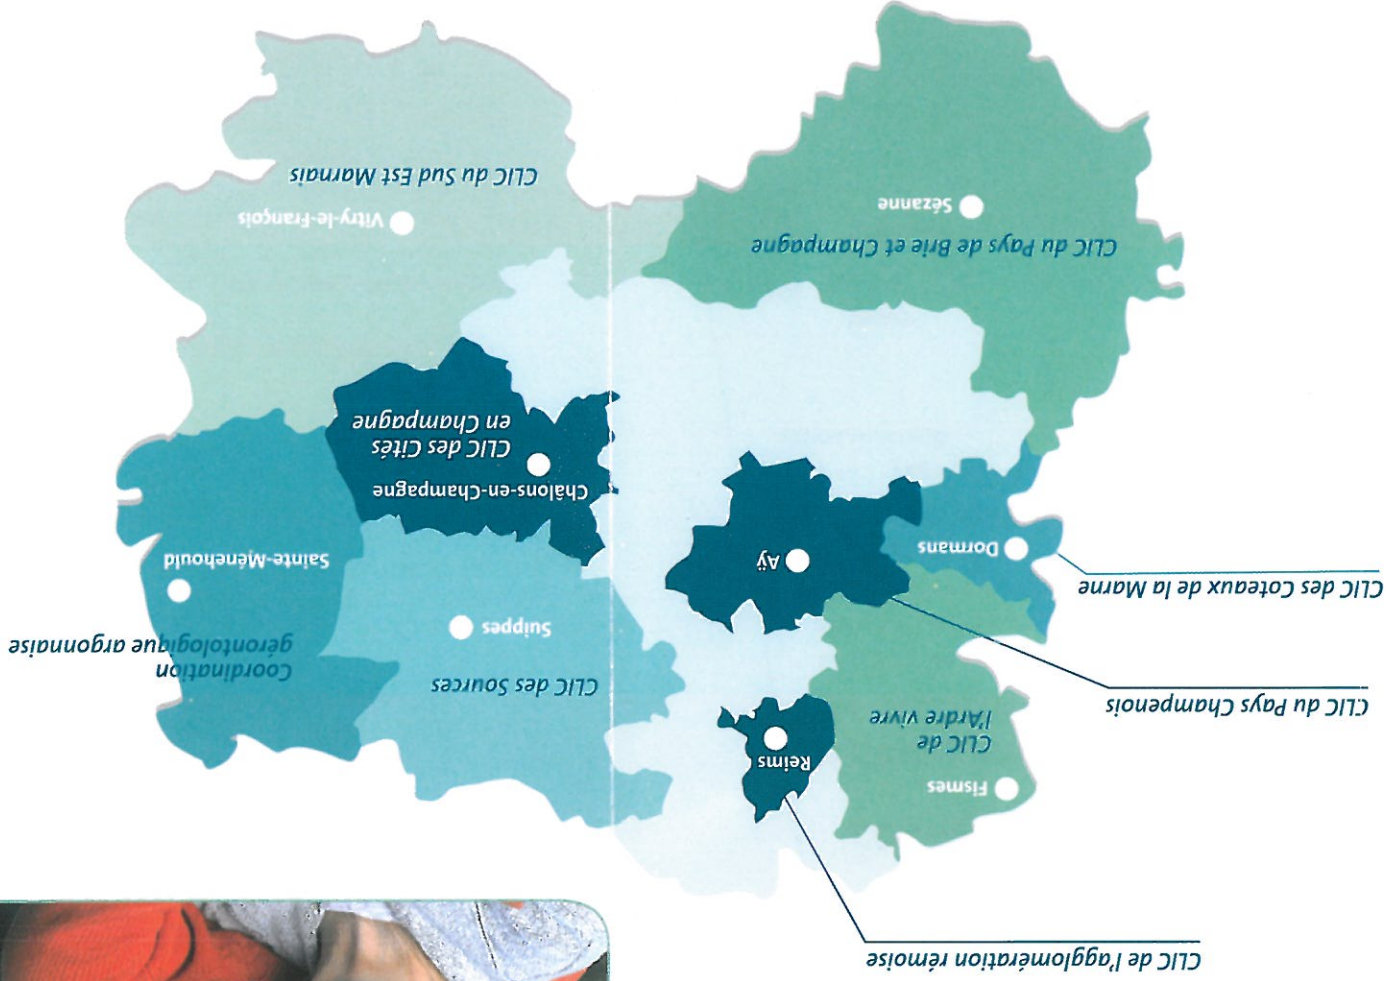 CLIC de l'agglomération rémoise
Reims
Fismes
CLIC de
l'Ardre vivre
CLIC du Pays Champenois
CLIC des Sources
Suippes
Coordination
gérontologique argonnaise
Sainte-Ménehould
CLIC des Coteaux de la Marne
Dormans
Aÿ
Châlons-en-Champagne
CLIC des Cités
en Champagne
CLIC du Pays de Brie et Champagne
Sézanne
Vitry-le-François
CLIC du Sud Est Marnais